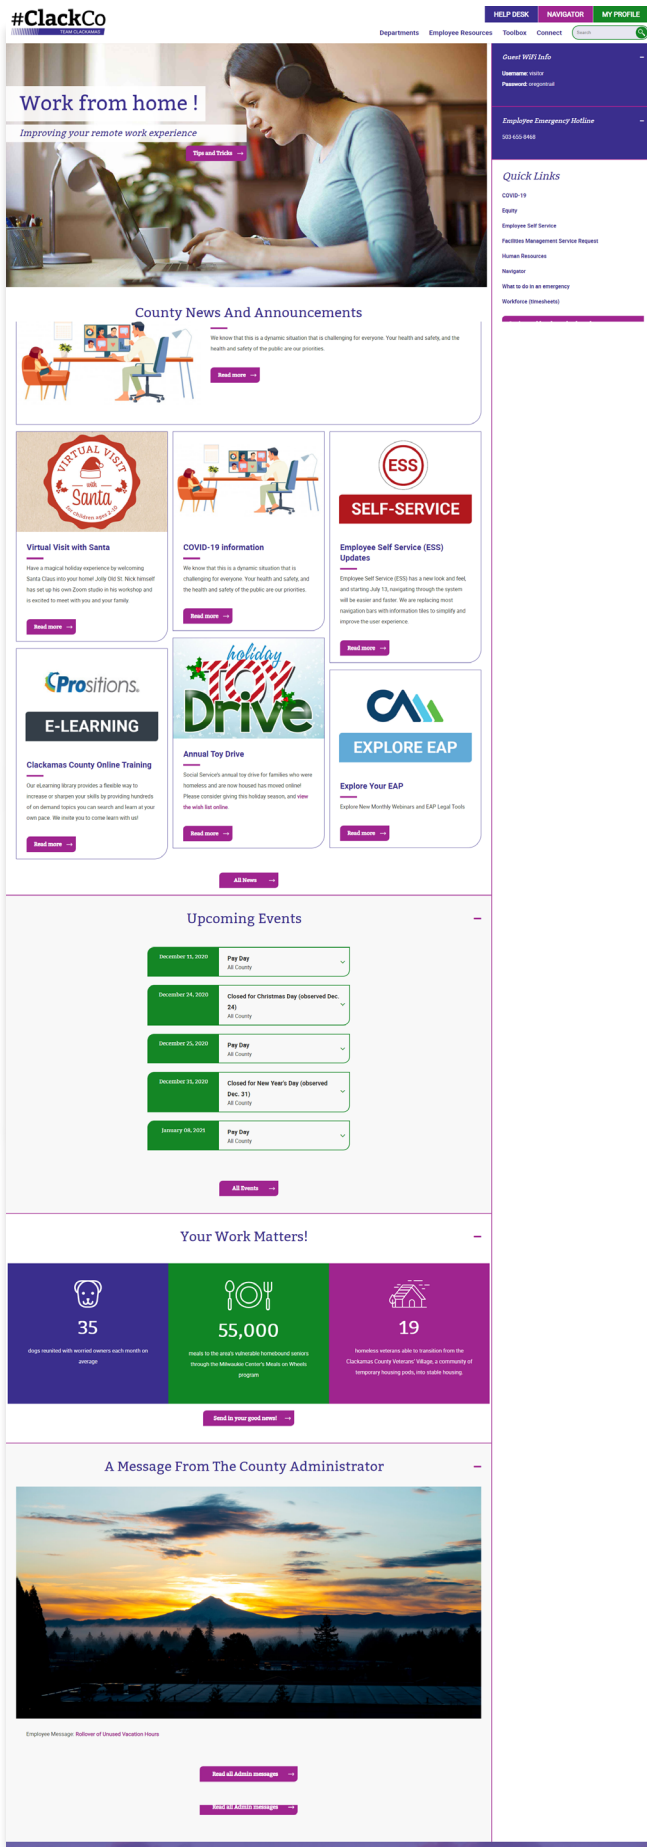 #ClackCo
TEAM CLACKAMAS
HELP DESK
NAVIGATOR
MY PROFILE
Departments
Employee Resources
Toolbox
Connect
Search
Work from home !
Improving your remote work experience
Tips and Tricks →
Guest WiFi Info
Username: visitor
Password: oregontrail
Employee Emergency Hotline
503-655-8468
Quick Links
COVID-19
Equity
Employee Self Service
Facilities Management Service Request
Human Resources
Navigator
What to do in an emergency
Workforce (timesheets)
County News And Announcements
We know that this is a dynamic situation that is challenging for everyone. Your health and safety, and the
health and safety of the public are our priorities.
Read more →
VIRTUAL VISIT
with
Santa
for children ages 2-10
Virtual Visit with Santa
Have a magical holiday experience by welcoming
Santa Claus into your home! Jolly Old St. Nick himself
has set up his own Zoom studio in his workshop and
is excited to meet with you and your family.
Read more →
COVID-19 information
We know that this is a dynamic situation that is
challenging for everyone. Your health and safety, and
the health and safety of the public are our priorities.
Read more →
ESS
SELF-SERVICE
Employee Self Service (ESS)
Updates
Employee Self Service (ESS) has a new look and feel,
and starting July 13, navigating through the system
will be easier and faster. We are replacing most
navigation bars with information tiles to simplify and
improve the user experience.
Read more →
Prositions.
E-LEARNING
Clackamas County Online Training
Our eLearning library provides a flexible way to
increase or sharpen your skills by providing hundreds
of on demand topics you can search and learn at your
own pace. We invite you to come learn with us!
Read more →
holiday
TOY
Drive
Annual Toy Drive
Social Service's annual toy drive for families who were
homeless and are now housed has moved online!
Please consider giving this holiday season, and view
the wish list online.
Read more →
EXPLORE EAP
Explore Your EAP
Explore New Monthly Webinars and EAP Legal Tools
Read more →
All News →
Upcoming Events
December 11, 2020
Pay Day
All County
December 24, 2020
Closed for Christmas Day (observed Dec.
24)
All County
December 25, 2020
Pay Day
All County
December 31, 2020
Closed for New Year's Day (observed
Dec. 31)
All County
January 08, 2021
Pay Day
All County
All Events →
Your Work Matters!
35
dogs reunited with worried owners each month on
average
55,000
meals to the area's vulnerable homebound seniors
through the Milwaukie Center's Meals on Wheels
program
19
homeless veterans able to transition from the
Clackamas County Veterans' Village, a community of
temporary housing pods, into stable housing.
Send in your good news! →
A Message From The County Administrator
Employee Message: Rollover of Unused Vacation Hours
Read all Admin messages →
Read all Admin messages →